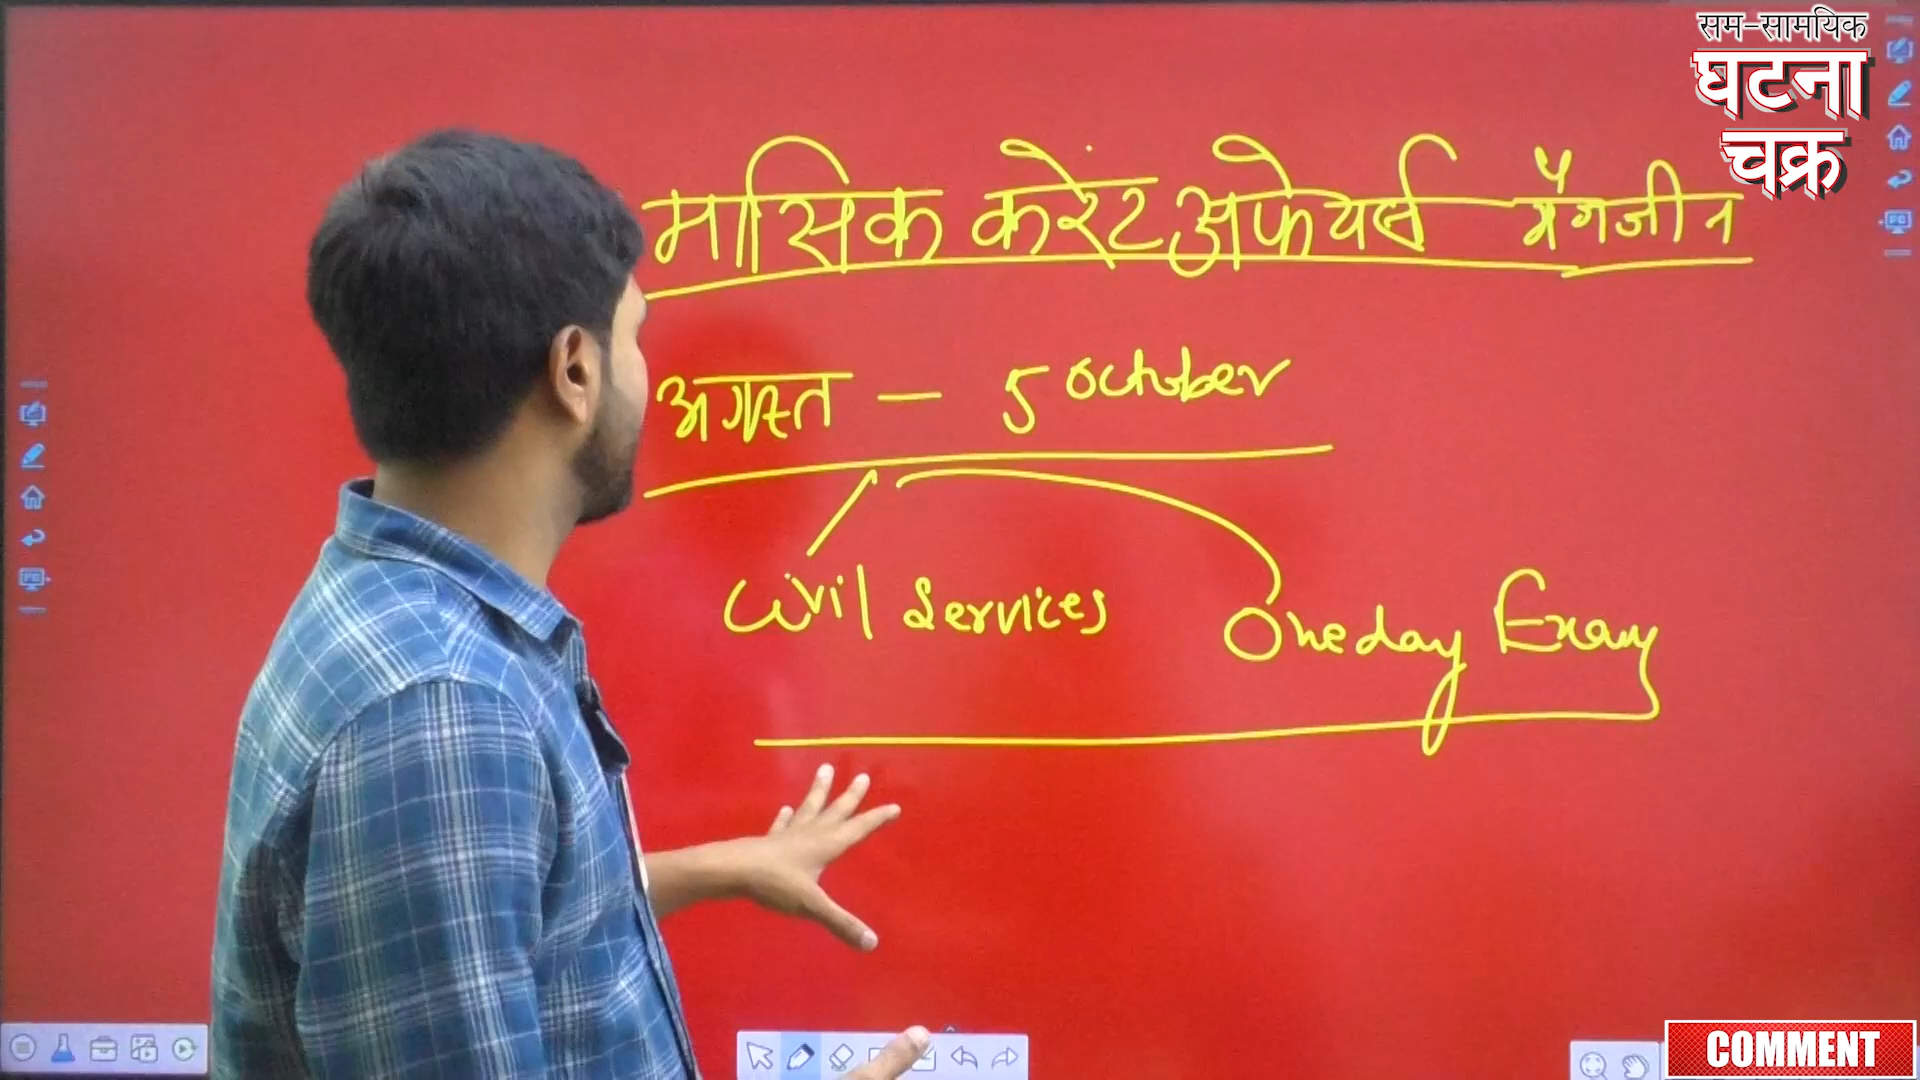 सम-सामयिक
घटना
चक्र
मासिक करेंट अफेयर्स मैगजीन
अगस्त - 5 October
Civil Services
Oneday Exam
COMMENT